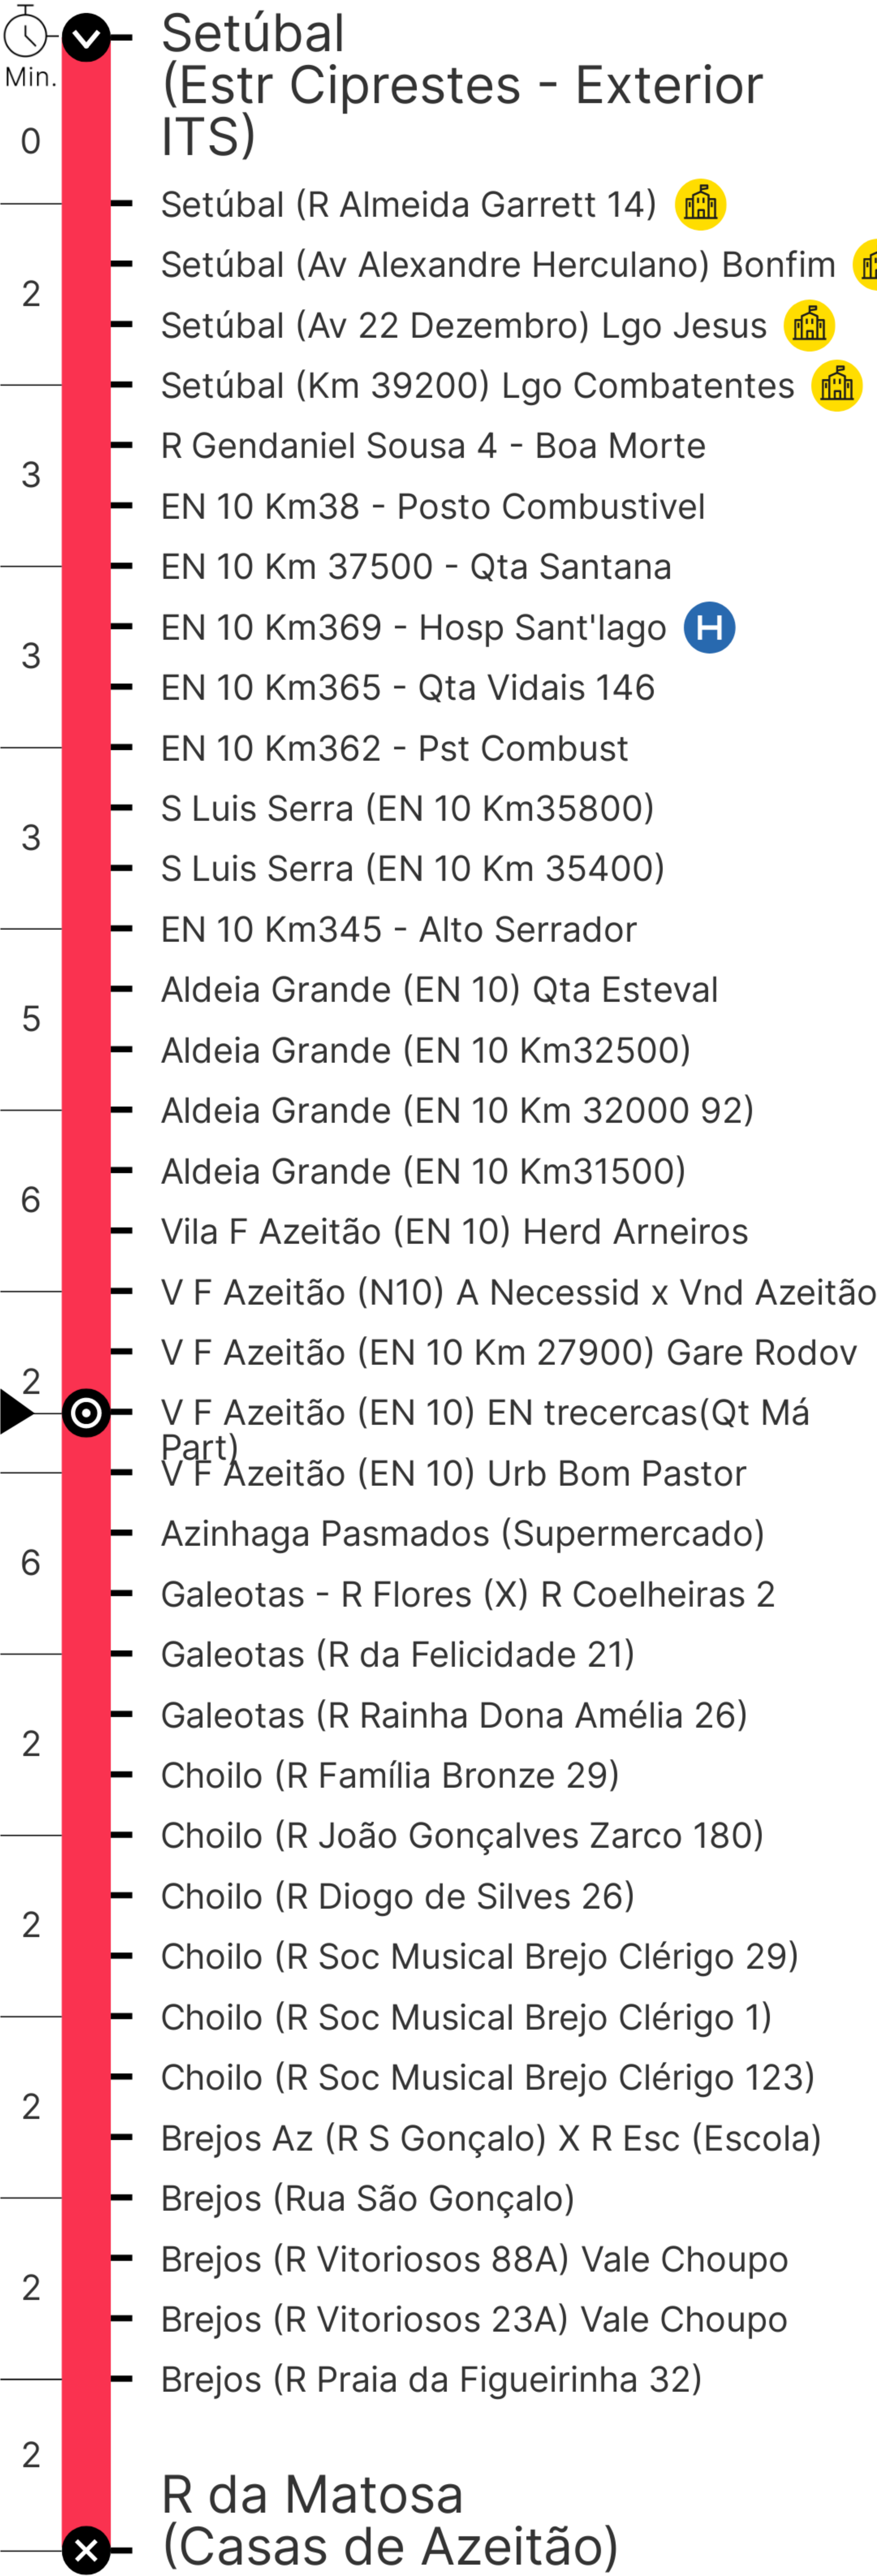 Min.
Setúbal
(Estr Ciprestes - Exterior
ITS)
0
Setúbal (R Almeida Garrett 14)
Setúbal (Av Alexandre Herculano) Bonfim
2
Setúbal (Av 22 Dezembro) Lgo Jesus
Setúbal (Km 39200) Lgo Combatentes
R Gendaniel Sousa 4 - Boa Morte
3
EN 10 Km38 - Posto Combustivel
EN 10 Km 37500 - Qta Santana
EN 10 Km369 - Hosp Sant'Iago H
3
EN 10 Km365 - Qta Vidais 146
EN 10 Km362 - Pst Combust
S Luis Serra (EN 10 Km35800)
3
S Luis Serra (EN 10 Km 35400)
EN 10 Km345 - Alto Serrador
Aldeia Grande (EN 10) Qta Esteval
5
Aldeia Grande (EN 10 Km32500)
Aldeia Grande (EN 10 Km 32000 92)
Aldeia Grande (EN 10 Km31500)
6
Vila F Azeitão (EN 10) Herd Arneiros
V F Azeitão (N10) A Necessid x Vnd Azeitão
V F Azeitão (EN 10 Km 27900) Gare Rodov
2
V F Azeitão (EN 10) EN trecercas(Qt Má
Part)
V F Azeitão (EN 10) Urb Bom Pastor
Azinhaga Pasmados (Supermercado)
6
Galeotas - R Flores (X) R Coelheiras 2
Galeotas (R da Felicidade 21)
Galeotas (R Rainha Dona Amélia 26)
2
Choilo (R Família Bronze 29)
Choilo (R João Gonçalves Zarco 180)
Choilo (R Diogo de Silves 26)
2
Choilo (R Soc Musical Brejo Clérigo 29)
Choilo (R Soc Musical Brejo Clérigo 1)
Choilo (R Soc Musical Brejo Clérigo 123)
2
Brejos Az (R S Gonçalo) X R Esc (Escola)
Brejos (Rua São Gonçalo)
Brejos (R Vitoriosos 88A) Vale Choupo
2
Brejos (R Vitoriosos 23A) Vale Choupo
Brejos (R Praia da Figueirinha 32)
2
R da Matosa
(Casas de Azeitão)